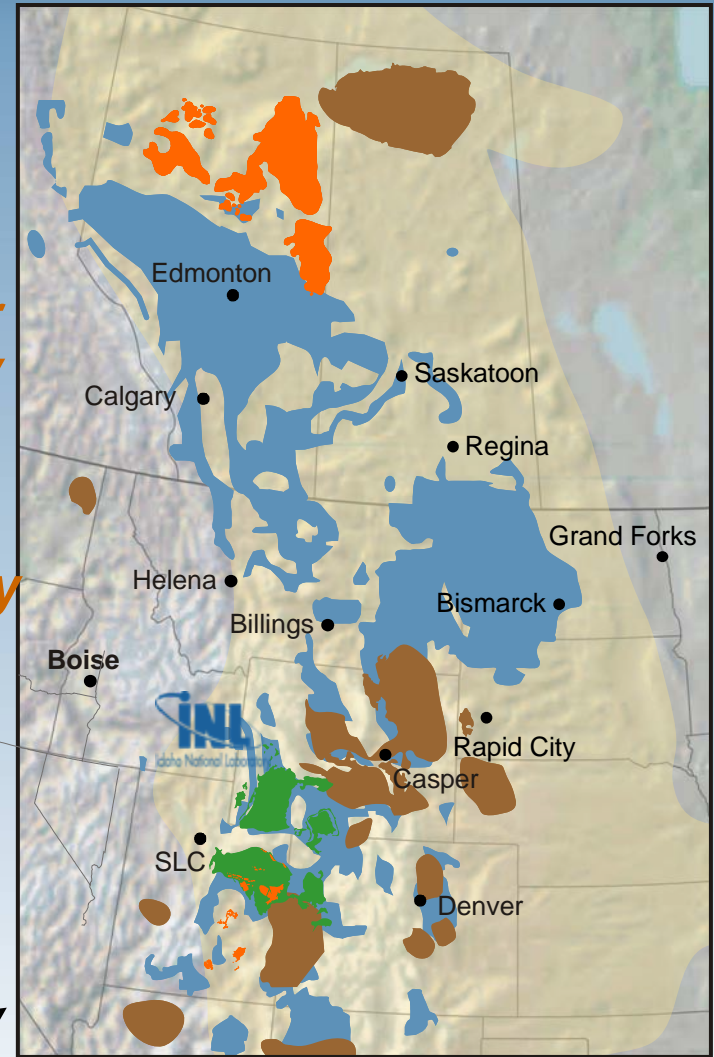 Edmonton
Saskatoon
Calgary
Regina
Grand Forks
Helena
Bismarck
Billings
Boise
INL
Idaho National Laboratory
Rapid City
Casper
SLC
Denver
y